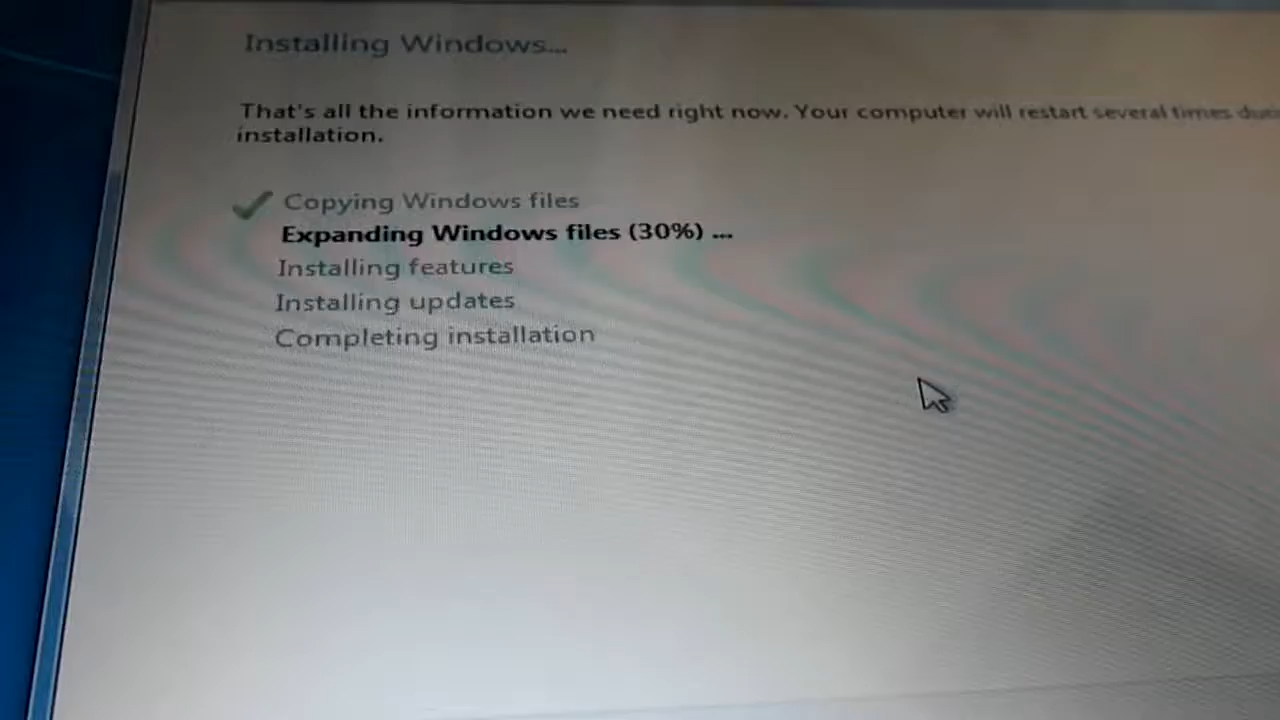 Installing Windows...
That's all the information we need right now. Your computer will restart several times
installation.
Copying Windows files
Expanding Windows files (30%) ...
Installing features
Installing updates
Completing installation